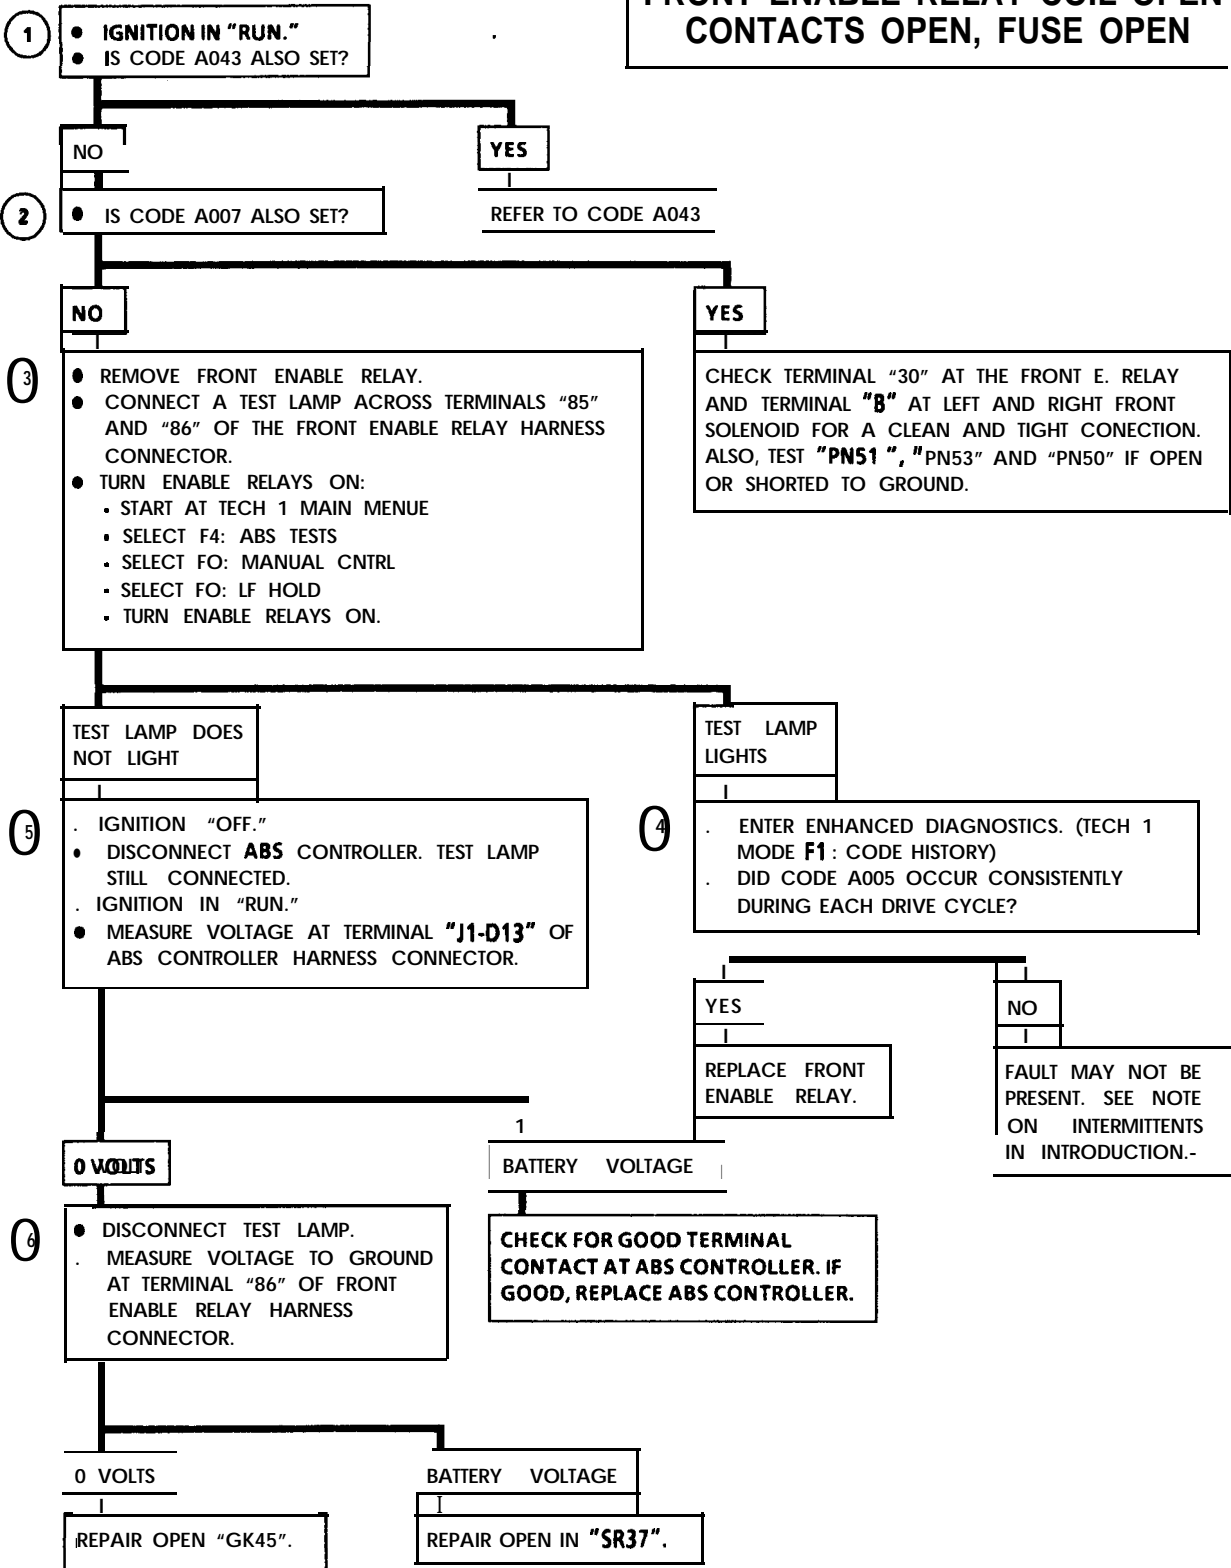 FRONT ENABLE RELAY COIL OPEN
CONTACTS OPEN, FUSE OPEN
1
● IGNITION IN "RUN."
● IS CODE A043 ALSO SET?
NO
YES
2
● IS CODE A007 ALSO SET?
REFER TO CODE A043
NO
YES
3
● REMOVE FRONT ENABLE RELAY.
● CONNECT A TEST LAMP ACROSS TERMINALS "85"
AND "86" OF THE FRONT ENABLE RELAY HARNESS
CONNECTOR.
● TURN ENABLE RELAYS ON:
- START AT TECH 1 MAIN MENUE
- SELECT F4: ABS TESTS
- SELECT FO: MANUAL CNTRL
- SELECT FO: LF HOLD
- TURN ENABLE RELAYS ON.
CHECK TERMINAL "30" AT THE FRONT E. RELAY
AND TERMINAL "B" AT LEFT AND RIGHT FRONT
SOLENOID FOR A CLEAN AND TIGHT CONECTION.
ALSO, TEST "PN51 ", "PN53" AND "PN50" IF OPEN
OR SHORTED TO GROUND.
TEST LAMP DOES
NOT LIGHT
TEST LAMP
LIGHTS
5
. IGNITION "OFF."
● DISCONNECT ABS CONTROLLER. TEST LAMP
STILL CONNECTED.
. IGNITION IN "RUN."
● MEASURE VOLTAGE AT TERMINAL "J1-D13" OF
ABS CONTROLLER HARNESS CONNECTOR.
4
. ENTER ENHANCED DIAGNOSTICS. (TECH 1
MODE F1: CODE HISTORY)
. DID CODE A005 OCCUR CONSISTENTLY
DURING EACH DRIVE CYCLE?
YES
NO
REPLACE FRONT
ENABLE RELAY.
FAULT MAY NOT BE
PRESENT. SEE NOTE
ON INTERMITTENTS
IN INTRODUCTION.-
0 VOLTS
1
BATTERY VOLTAGE
6
● DISCONNECT TEST LAMP.
. MEASURE VOLTAGE TO GROUND
AT TERMINAL "86" OF FRONT
ENABLE RELAY HARNESS
CONNECTOR.
CHECK FOR GOOD TERMINAL
CONTACT AT ABS CONTROLLER. IF
GOOD, REPLACE ABS CONTROLLER.
0 VOLTS
BATTERY VOLTAGE
REPAIR OPEN "GK45".
REPAIR OPEN IN "SR37".